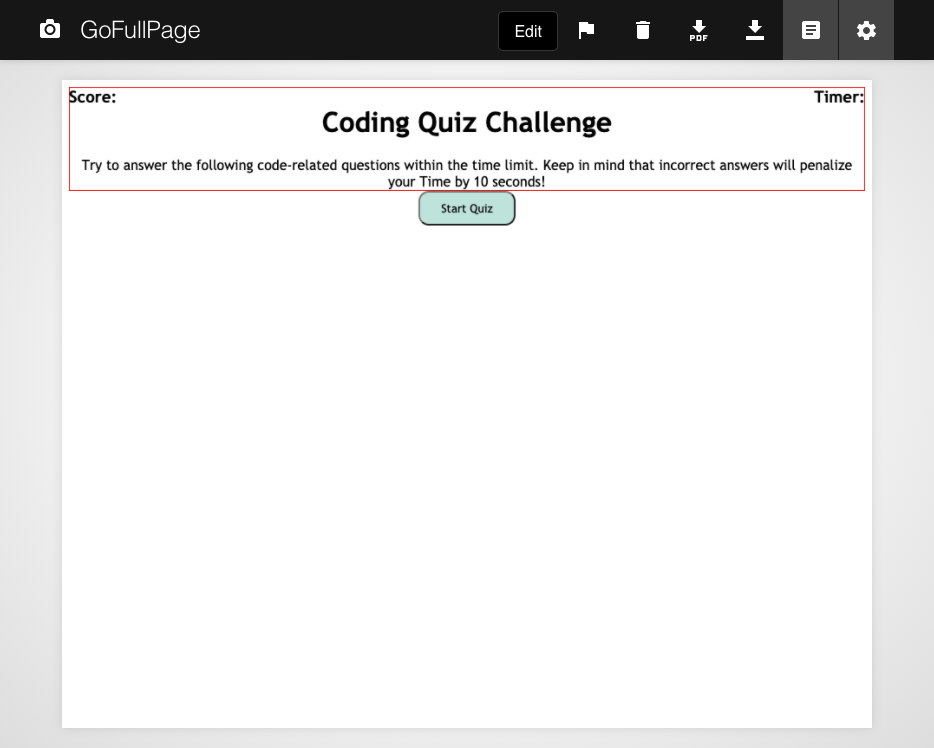 GoFullPage
Edit
PDF
Score:
Timer:
Coding Quiz Challenge
Try to answer the following code-related questions within the time limit. Keep in mind that incorrect answers will penalize
your Time by 10 seconds!
Start Quiz